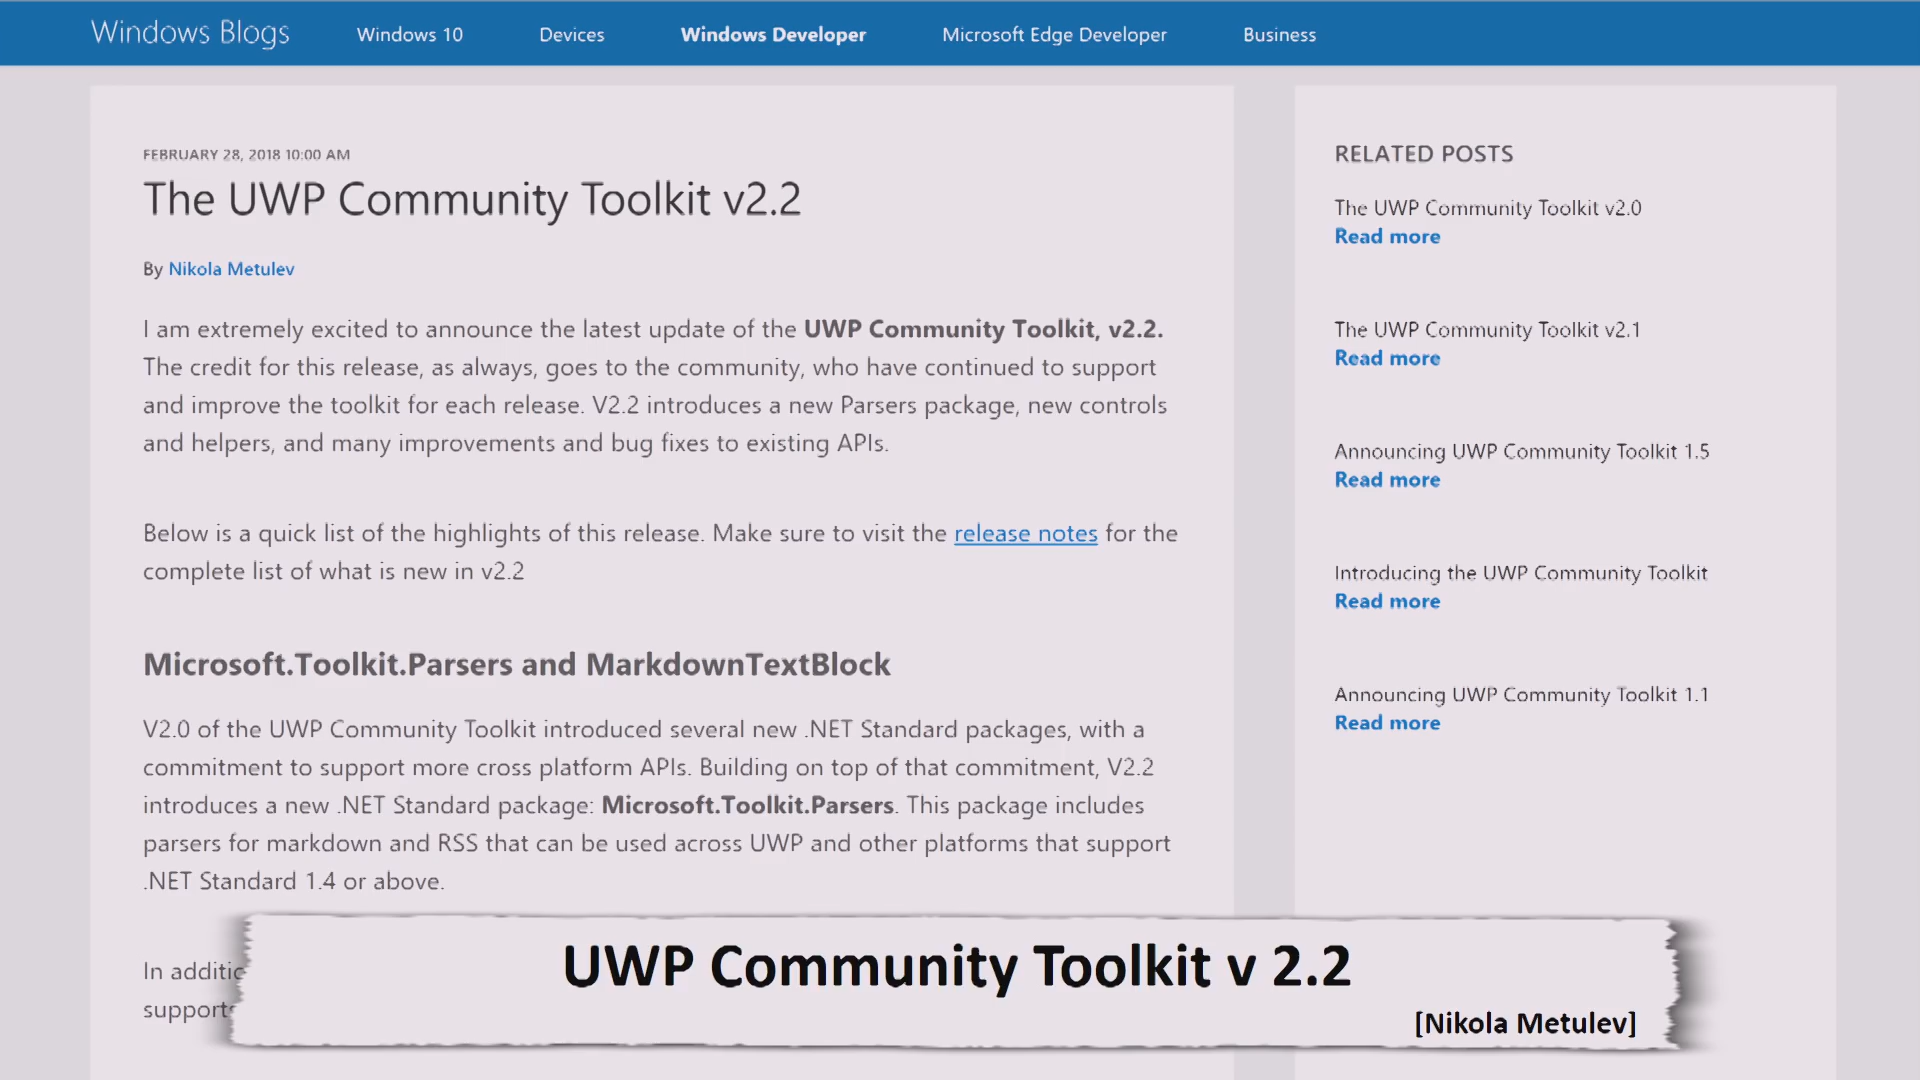 Windows Blogs Windows 10 Devices Windows Developer Microsoft Edge Developer Business
FEBRUARY 28, 2018 10:00 AM
The UWP Community Toolkit v2.2
By Nikola Metulev
I am extremely excited to announce the latest update of the UWP Community Toolkit, v2.2.
The credit for this release, as always, goes to the community, who have continued to support
and improve the toolkit for each release. V2.2 introduces a new Parsers package, new controls
and helpers, and many improvements and bug fixes to existing APIs.
Below is a quick list of the highlights of this release. Make sure to visit the release notes for the
complete list of what is new in v2.2
Microsoft.Toolkit.Parsers and MarkdownTextBlock
V2.0 of the UWP Community Toolkit introduced several new .NET Standard packages, with a
commitment to support more cross platform APIs. Building on top of that commitment, V2.2
introduces a new .NET Standard package: Microsoft.Toolkit.Parsers. This package includes
parsers for markdown and RSS that can be used across UWP and other platforms that support
.NET Standard 1.4 or above.
In
RELATED POSTS
The UWP Community Toolkit v2.0
Read more
The UWP Community Toolkit v2.1
Read more
Announcing UWP Community Toolkit 1.5
Read more
Introducing the UWP Community Toolkit
Read more
Announcing UWP Community Toolkit 1.1
Read more
UWP Community Toolkit v 2.2
[Nikola Metulev]